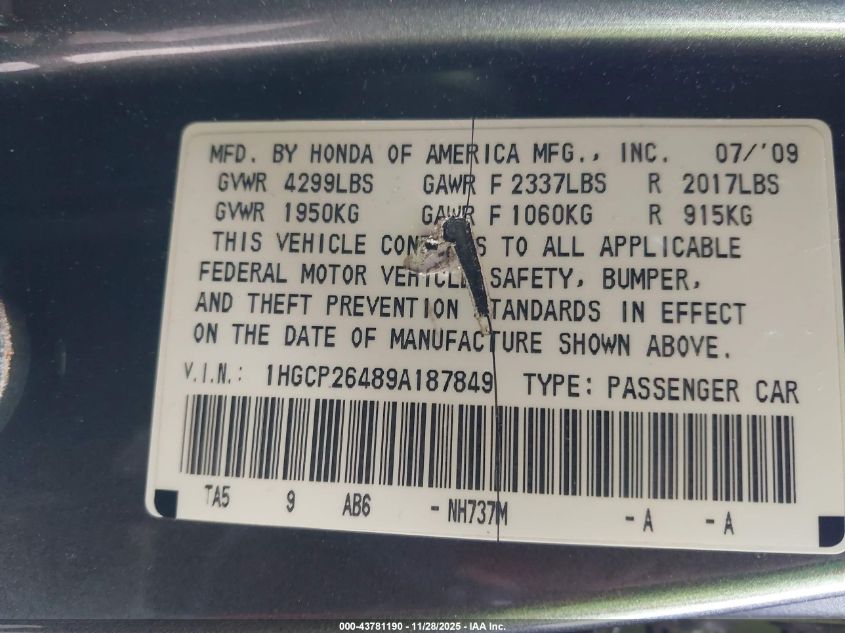 MFD. BY HONDA OF AMERICA MFG., INC. 07/'09
GVWR 4299LBS GAWR F 2337LBS R 2017LBS
GVWR 1950KG GAWR F 1060KG R 915KG
THIS VEHICLE TO ALL APPLICABLE
FEDERAL MOTOR VEHICLE SAFETY, BUMPER,
AND THEFT PREVENTION STANDARDS IN EFFECT
ON THE DATE OF MANUFACTURE SHOWN ABOVE.
V.I.N.: 1HGCP26489A187849 TYPE: PASSENGER CAR
TA5 9 AB6 - NH737M - A - A
000-43781190 - 11/28/2025 - IAA Inc.